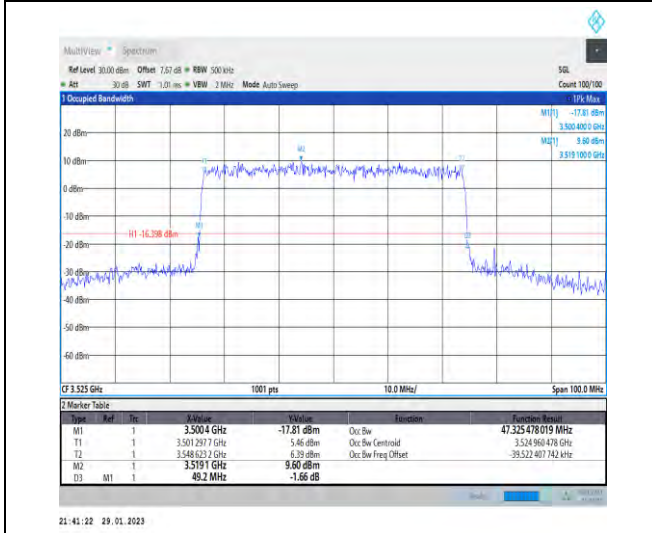 MultiView Spectrum
Ref Level 30.00 dBm Offset 7.67 dB RBW 500 kHz SGL
Att 30 dB SWT 1.01 ms VBW 2 MHz Mode Auto Sweep Count 100/100
1 Occupied Bandwidth 1Pk Max
M1[1] -17.81 dBm
3.500 400 0 GHz
M2[1] 9.60 dBm
3.519 100 0 GHz
20 dBm
M2
10 dBm
T1
0 dBm
-10 dBm
M1
H1 -16.398 dBm
-20 dBm
-30 dBm
-40 dBm
-50 dBm
-60 dBm
CF 3.525 GHz 1001 pts 10.0 MHz/ Span 100.0 MHz
2 Marker Table
Type Ref Trc X-Value Y-Value Function Function Result
M1 1 3.5004 GHz -17.81 dBm Occ Bw 47.325 478 019 MHz
T1 1 3.501 297 7 GHz 5.46 dBm Occ Bw Centroid 3.524 960 478 GHz
T2 1 3.548 623 2 GHz 6.39 dBm Occ Bw Freq Offset -39.522 407 742 kHz
M2 1 3.5191 GHz 9.60 dBm
D3 M1 1 49.2 MHz -1.66 dB
21:41:22 29.01.2023